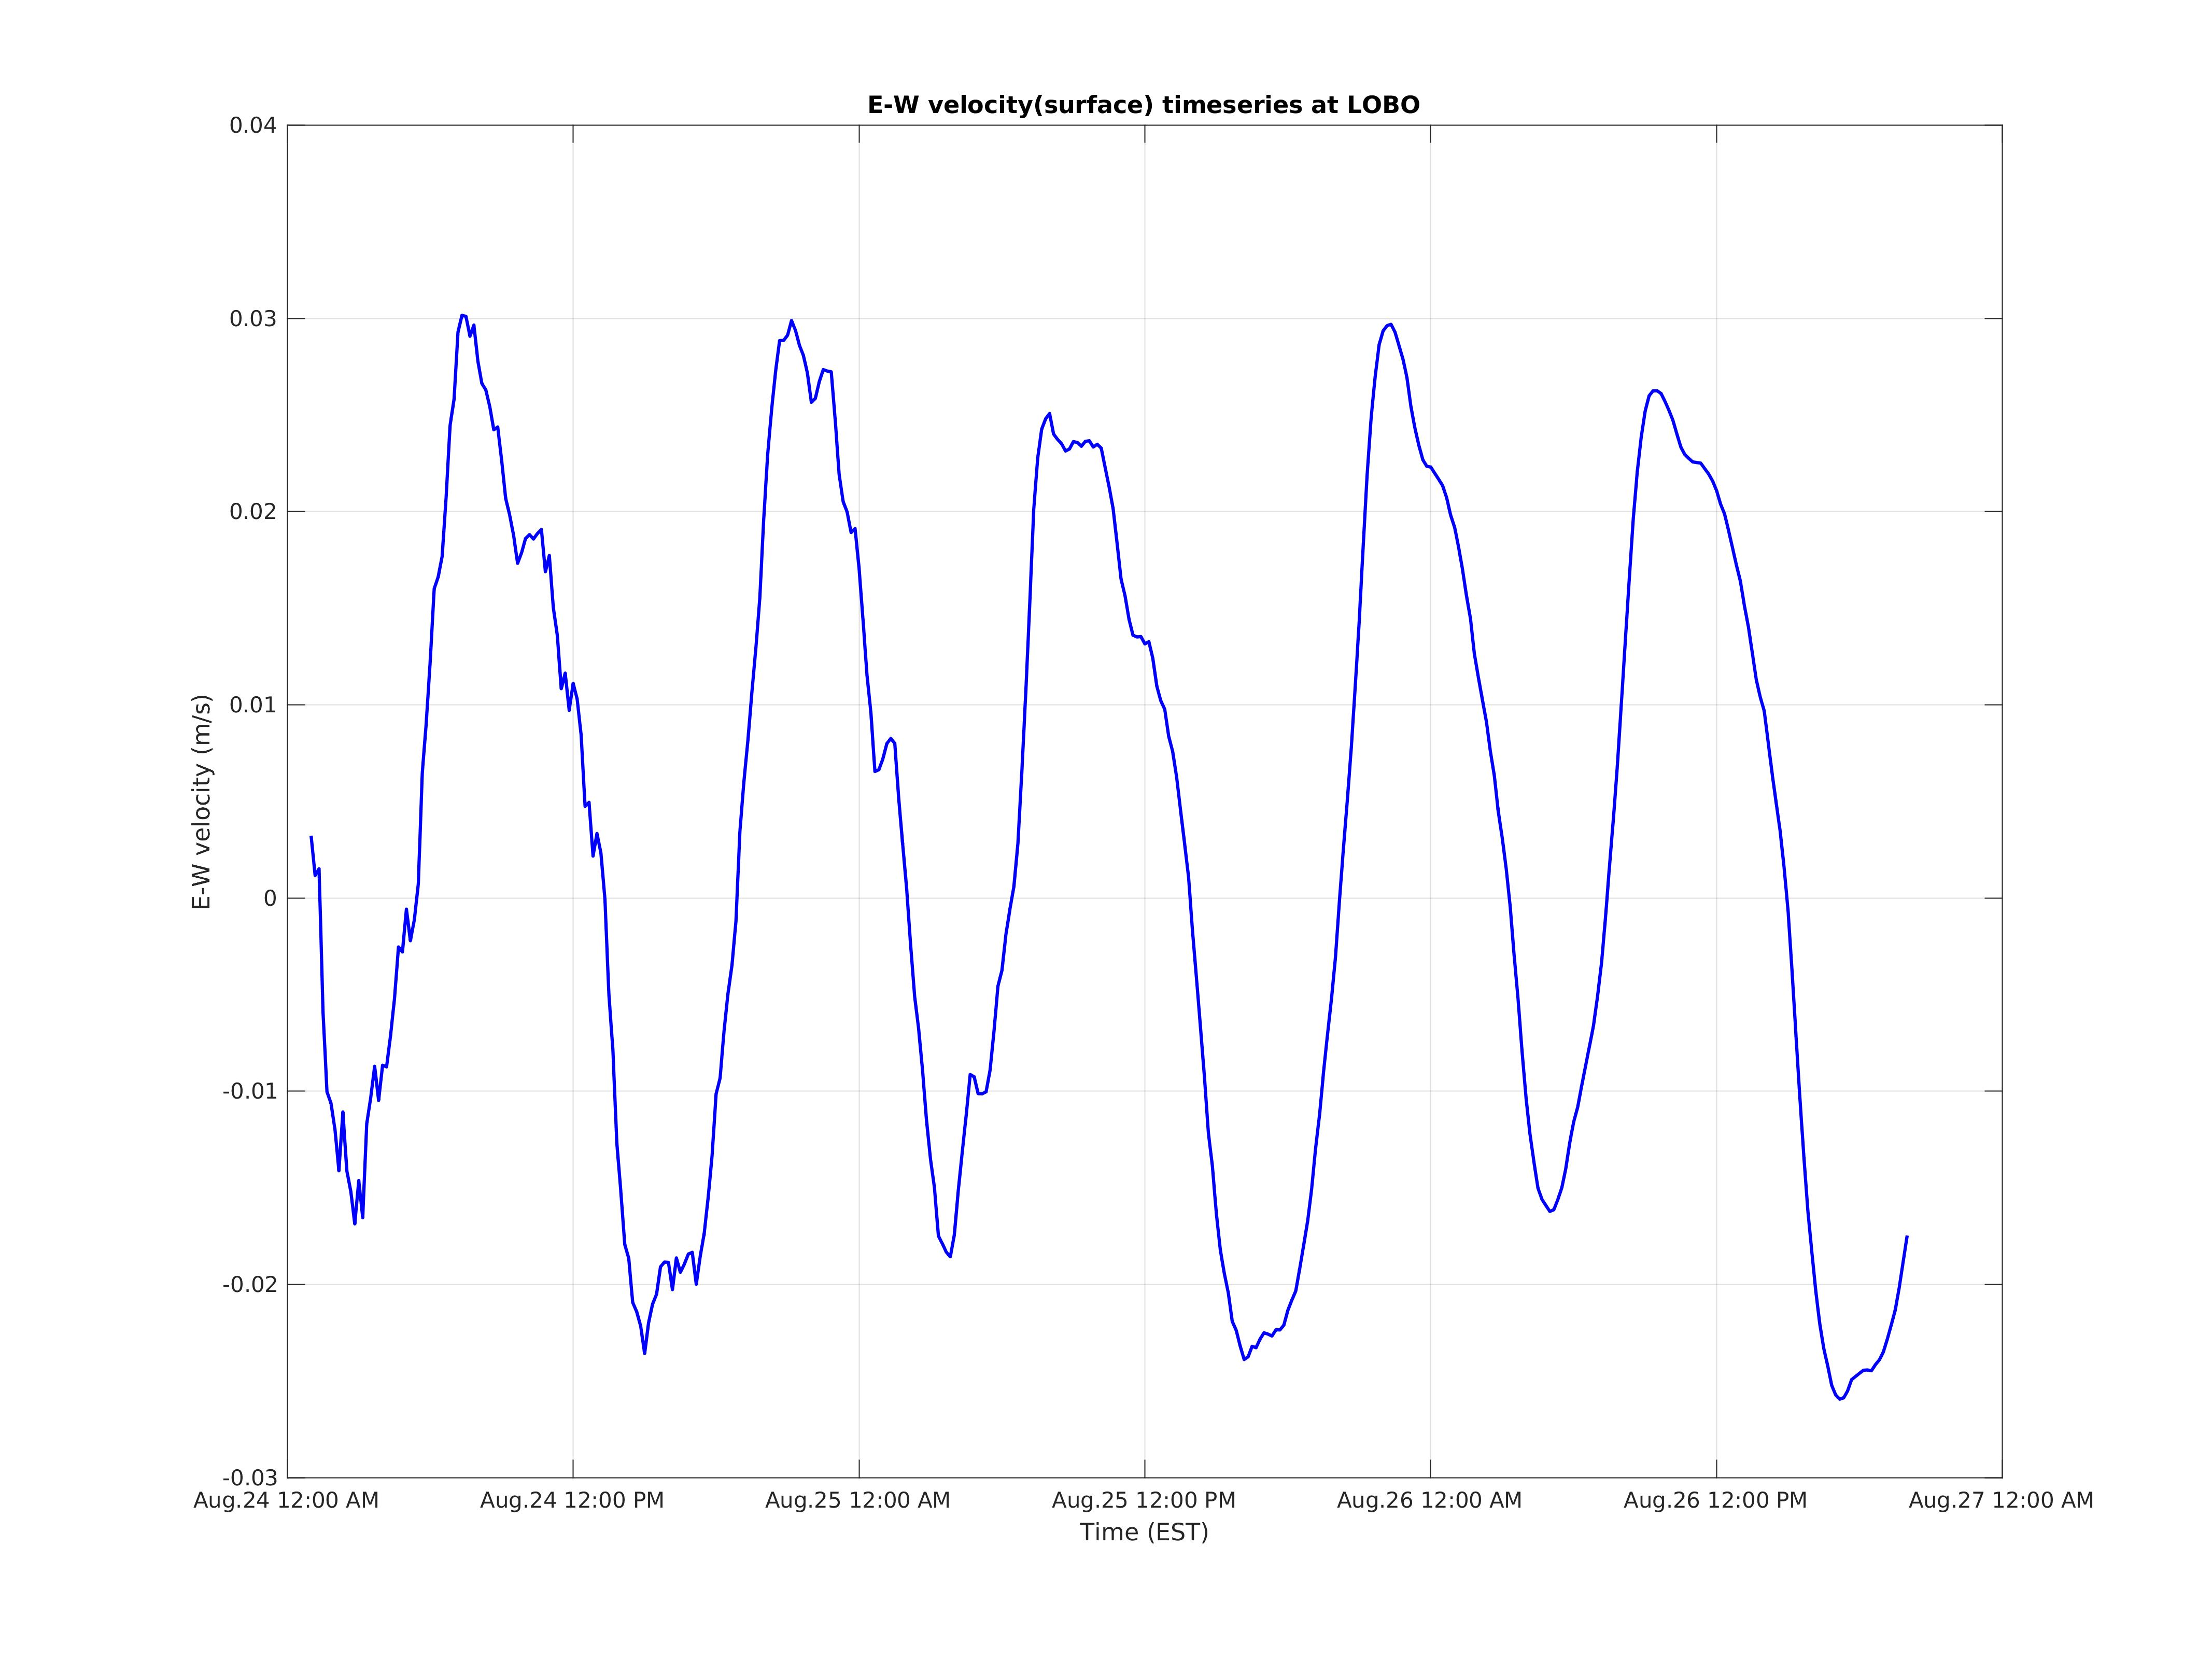 E-W velocity(surface) timeseries at LOBO
0.04
0.03
0.02
0.01
0
-0.01
-0.02
-0.03
E-W velocity (m/s)
Aug.24 12:00 AM Aug.24 12:00 PM Aug.25 12:00 AM Aug.25 12:00 PM Aug.26 12:00 AM Aug.26 12:00 PM Aug.27 12:00 AM
Time (EST)